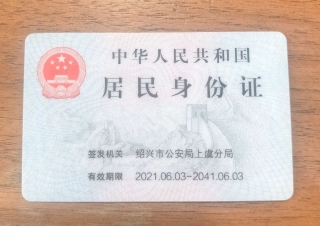 中华人民共和国
居民身份证
签发机关 绍兴市公安局上虞分局
有效期限 2021.06.03-2041.06.03